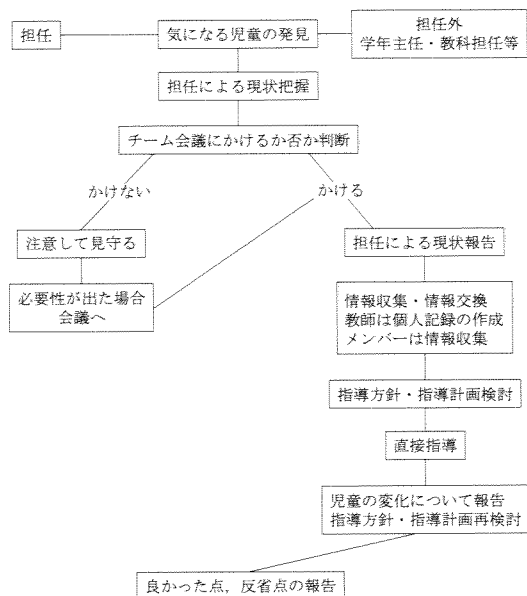 担任
気になる児童の発見
担任外
学年主任・教科担任等
担任による現状把握
チーム会議にかけるか否か判断
かけない
かける
注意して見守る
担任による現状報告
必要性が出た場合
会議へ
情報収集・情報交換
教師は個人記録の作成
メンバーは情報収集
指導方針・指導計画検討
直接指導
児童の変化について報告
指導方針・指導計画再検討
良かった点，反省点の報告